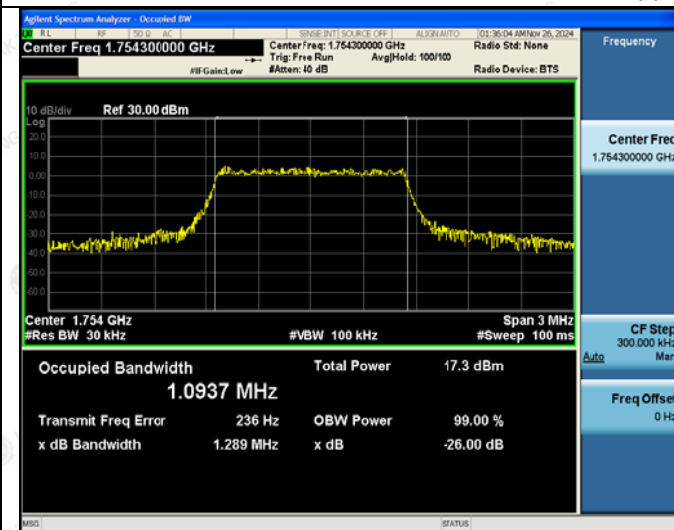 Agilent Spectrum Analyzer - Occupied BW
RL RF 50 Ω AC SENSE:INT SOURCE OFF ALIGN AUTO 01:36:04 AM Nov 26, 2024
Center Freq 1.754300000 GHz
Center Freq: 1.754300000 GHz
Radio Std: None
Trig: Free Run Avg|Hold: 100/100
#IFGain:Low #Atten: 40 dB Radio Device: BTS
10 dB/div Ref 30.00 dBm
Log
20.0
10.0
0.00
-10.0
-20.0
-30.0
-40.0
-50.0
-60.0
Center 1.754 GHz Span 3 MHz
#Res BW 30 kHz #VBW 100 kHz #Sweep 100 ms
Occupied Bandwidth Total Power 17.3 dBm
1.0937 MHz
Transmit Freq Error 236 Hz OBW Power 99.00 %
x dB Bandwidth 1.289 MHz x dB -26.00 dB
MSG STATUS
Frequency
Center Freq
1.754300000 GHz
CF Step
300.000 kHz
Auto Man
Freq Offset
0 Hz